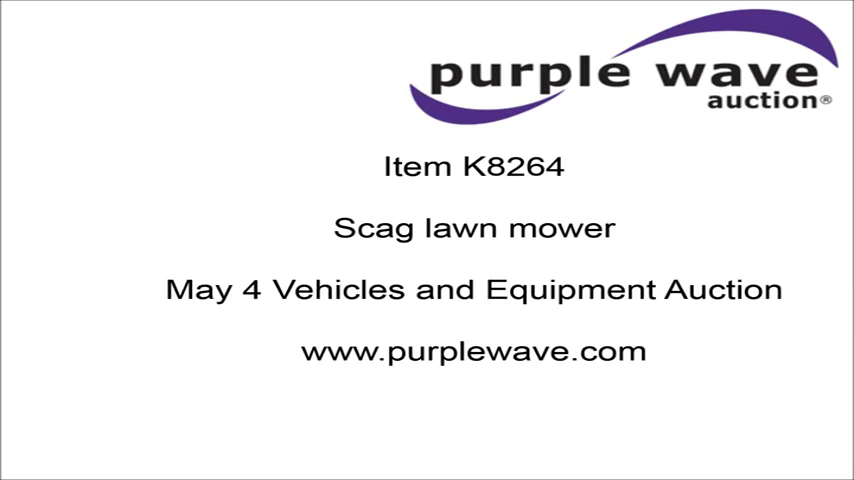 purple wave
auction®
Item K8264
Scag lawn mower
May 4 Vehicles and Equipment Auction
www.purplewave.com